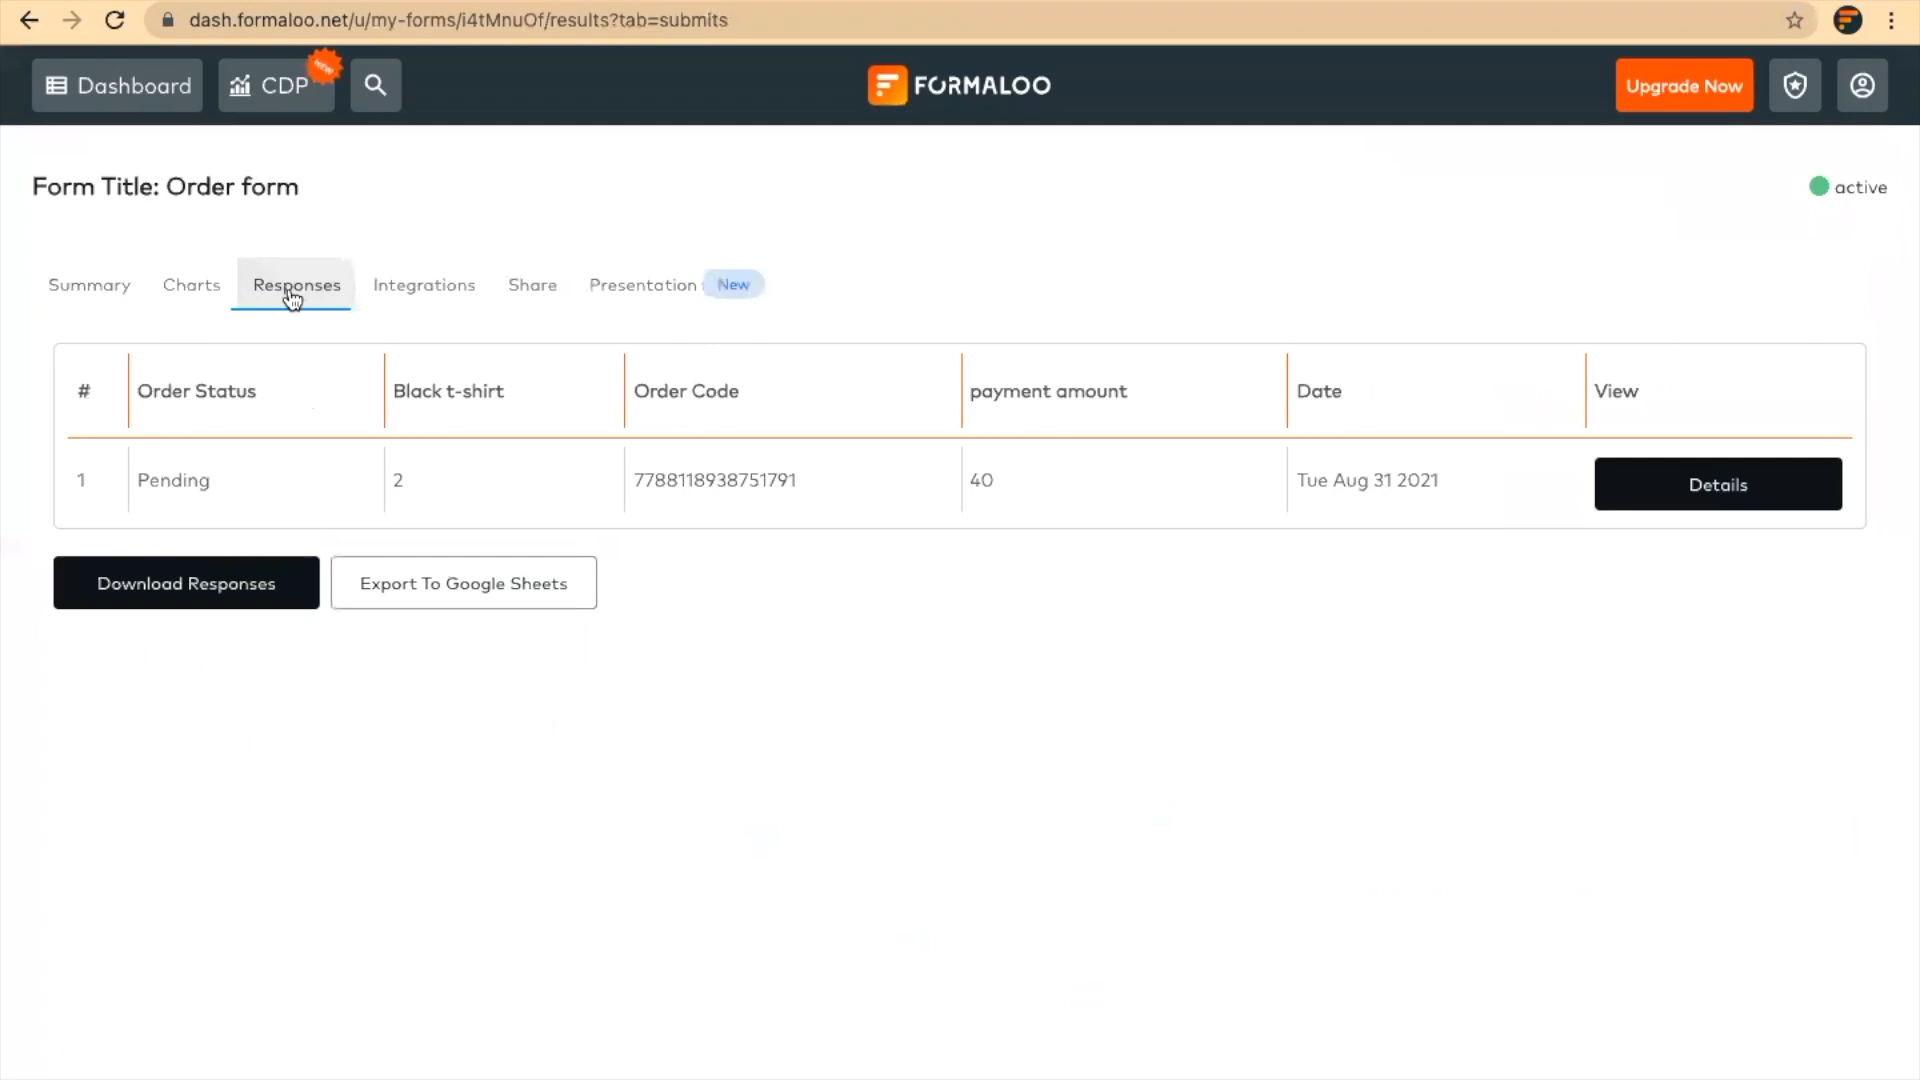 dash.formaloo.net/u/my-forms/i4tMnuOf/results?tab=submits
Dashboard
CDP
NEW
FORMALOO
Upgrade Now
Form Title: Order form
active
Summary
Charts
Responses
Integrations
Share
Presentation
New
# Order Status Black t-shirt Order Code payment amount Date View
1 Pending 2 7788118938751791 40 Tue Aug 31 2021 Details
Download Responses
Export To Google Sheets